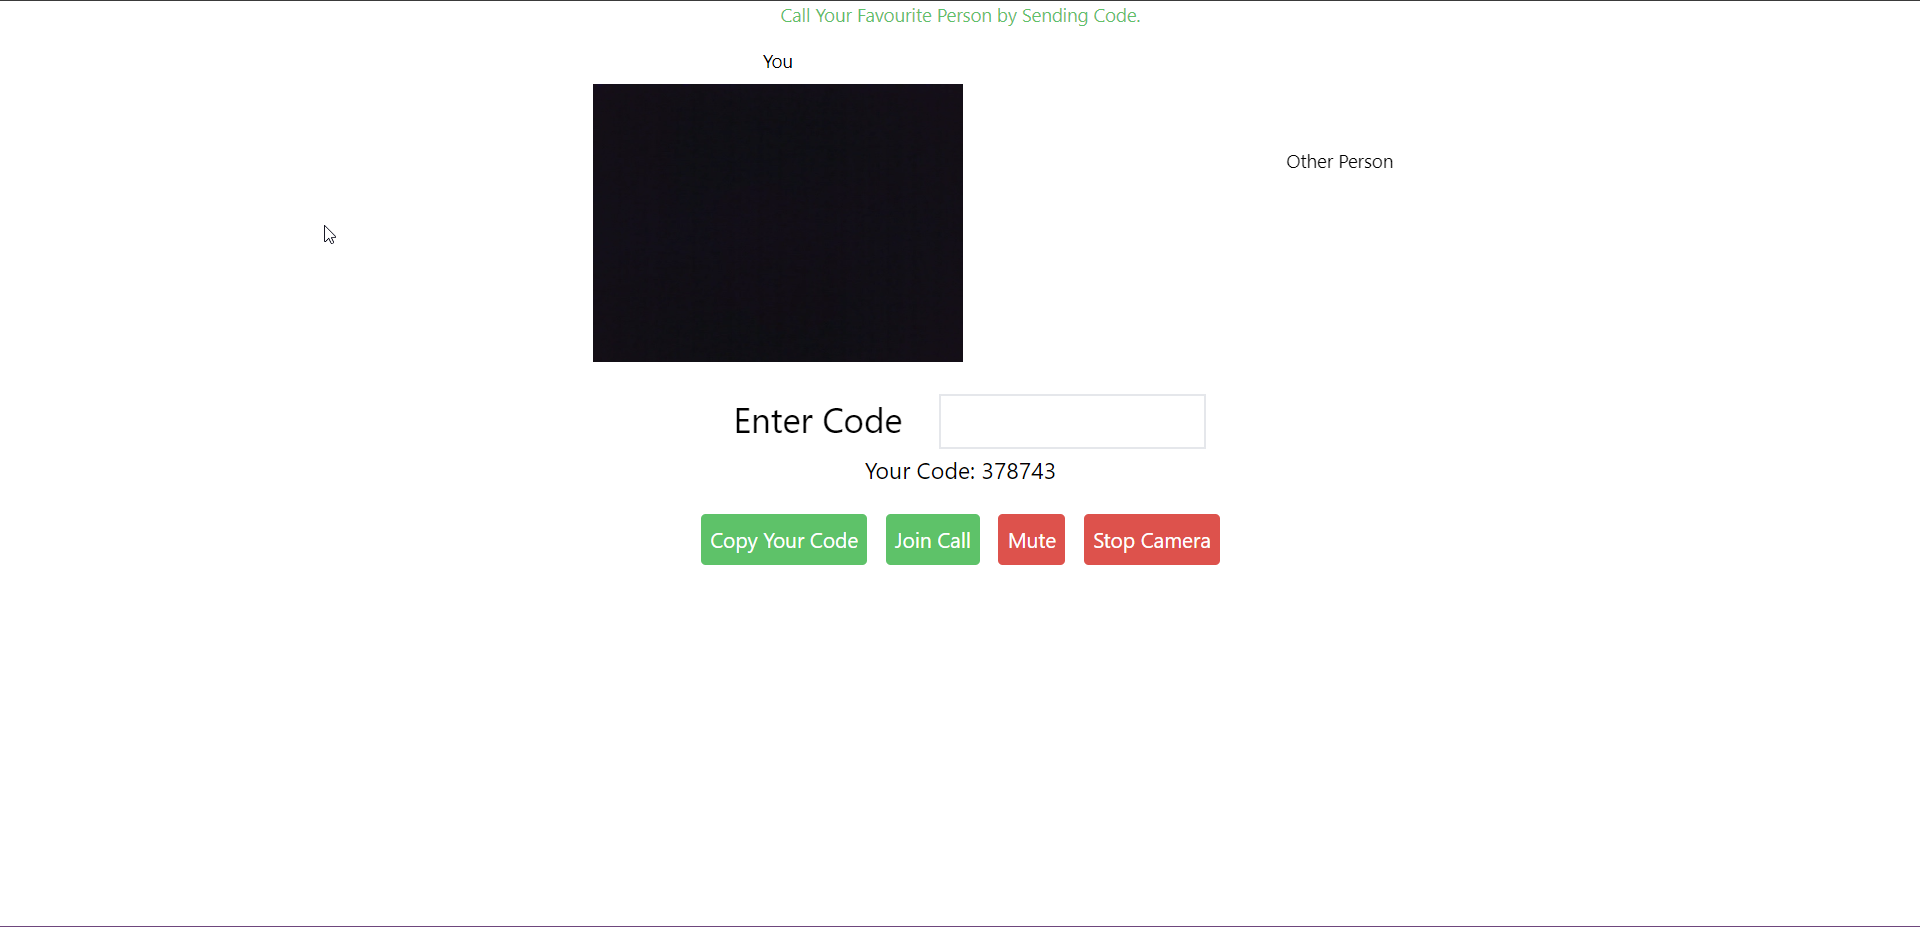 Call Your Favourite Person by Sending Code.
You
Other Person
Enter Code
Your Code: 378743
Copy Your Code Join Call Mute Stop Camera